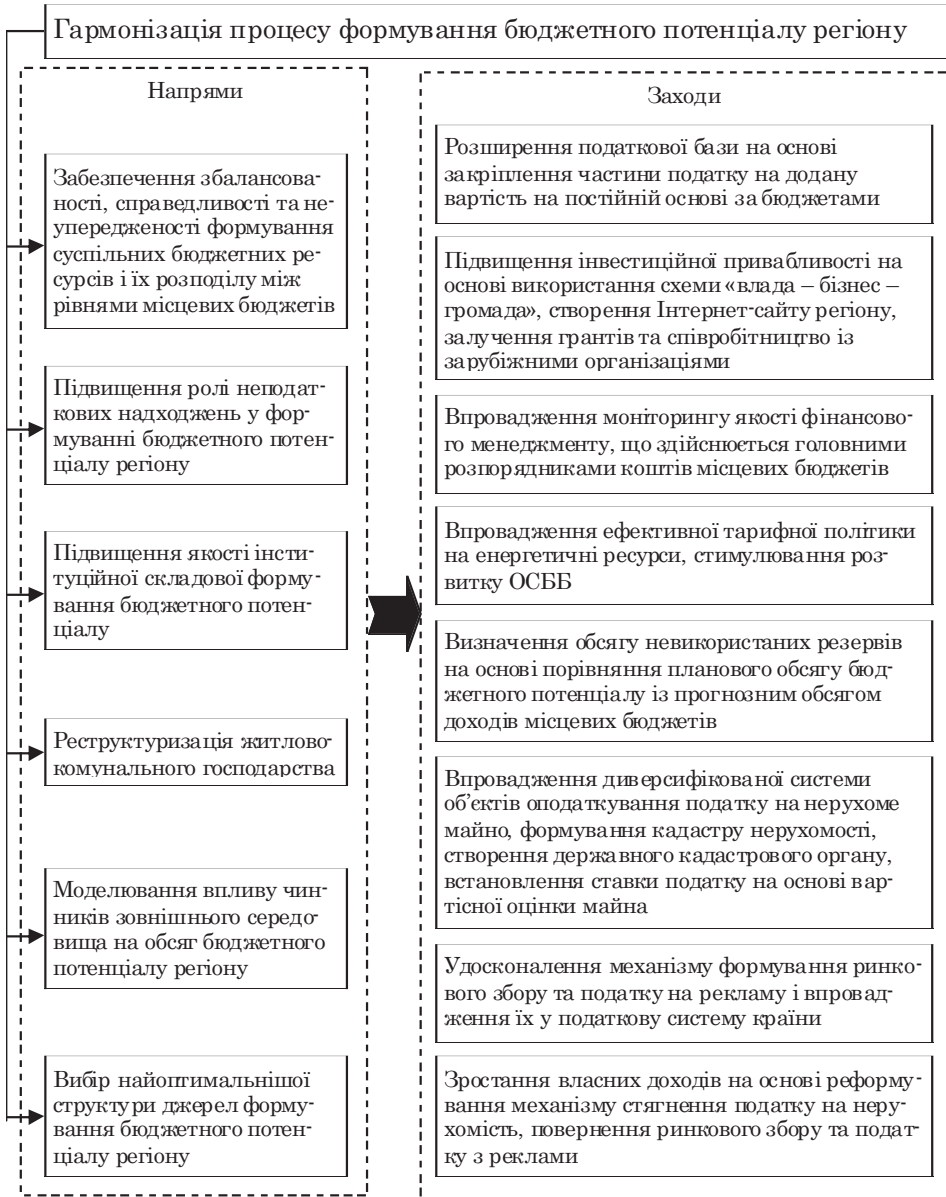 Гармонізація процесу формування бюджетного потенціалу регіону
Напрями
Забезпечення збалансова-
ності, справедливості та не-
упередженості формування
суспільних бюджетних ре-
сурсів і їх розподілу між
рівнями місцевих бюджетів
Підвищення ролі неподат-
кових надходжень у фор-
муванні бюджетного потен-
ціалу регіону
Підвищення якості інсти-
туційної складової форму-
вання бюджетного потен-
ціалу
Реструктуризація житлово-
комунального господарства
Моделювання впливу чин-
ників зовнішнього середо-
вища на обсяг бюджетного
потенціалу регіону
Вибір найоптимальнішої
структури джерел форму-
вання бюджетного потен-
ціалу регіону
Заходи
Розширення податкової бази на основі
закріплення частини податку на додану
вартість на постійній основі за бюджетами
Підвищення інвестиційної привабливості на
основі використання схеми «влада – бізнес –
громада», створення Інтернет-сайту регіону,
залучення грантів та співробітництво із
зарубіжними організаціями
Впровадження моніторингу якості фінансово-
го менеджменту, що здійснюється головними
розпорядниками коштів місцевих бюджетів
Впровадження ефективної тарифної політики
на енергетичні ресурси, стимулювання роз-
витку ОСББ
Визначення обсягу невикористаних резервів
на основі порівняння планового обсягу бю-
джетного потенціалу із прогнозним обсягом
доходів місцевих бюджетів
Впровадження диверсифікованої системи
об’єктів оподаткування податку на нерухоме
майно, формування кадастру нерухомості,
створення державного кадастрового органу,
встановлення ставки податку на основі вар-
тісної оцінки майна
Удосконалення механізму формування ринко-
вого збору та податку на рекламу і впровад-
ження їх у податкову систему країни
Зростання власних доходів на основі реформу-
вання механізму стягнення податку на неру-
хомість, повернення ринкового збору та подат-
ку з реклами